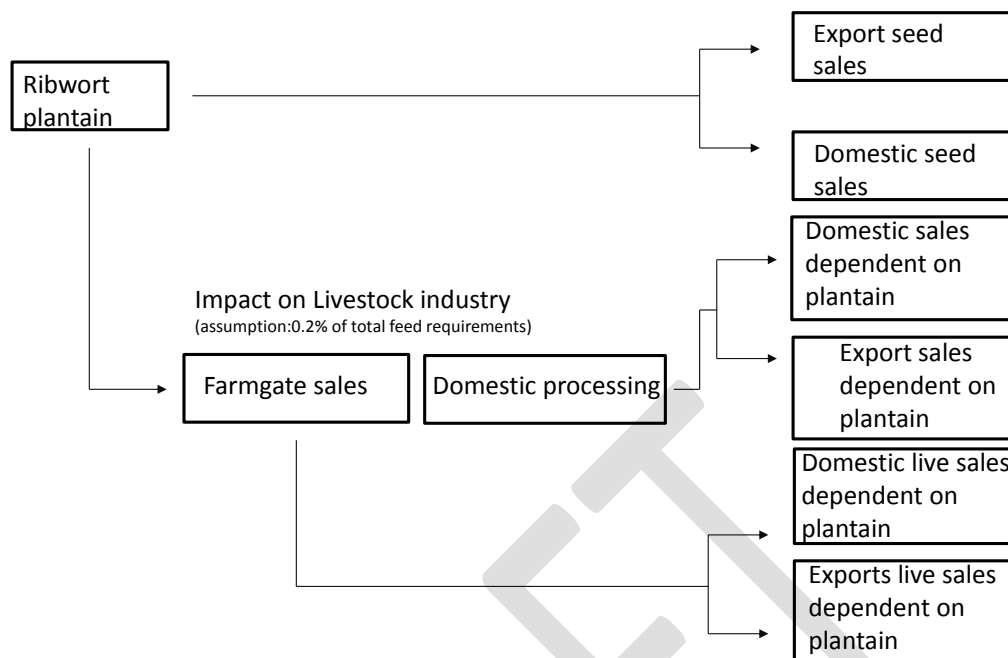 Export seed
sales
Ribwort
plantain
Domestic seed
sales
Domestic sales
dependent on
plantain
Impact on Livestock industry
(assumption:0.2% of total feed requirements)
Farmgate sales
Domestic processing
Export sales
dependent on
plantain
Domestic live sales
dependent on
plantain
Exports live sales
dependent on
plantain